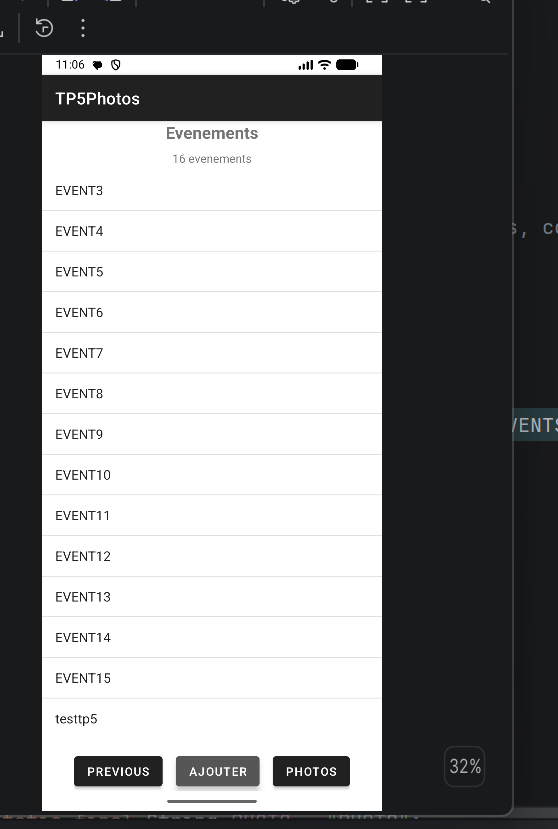 11:06
TP5Photos
Evenements
16 evenements
EVENT3
EVENT4
EVENT5
EVENT6
EVENT7
EVENT8
EVENT9
EVENT10
EVENT11
EVENT12
EVENT13
EVENT14
EVENT15
testtp5
PREVIOUS AJOUTER PHOTOS
32%